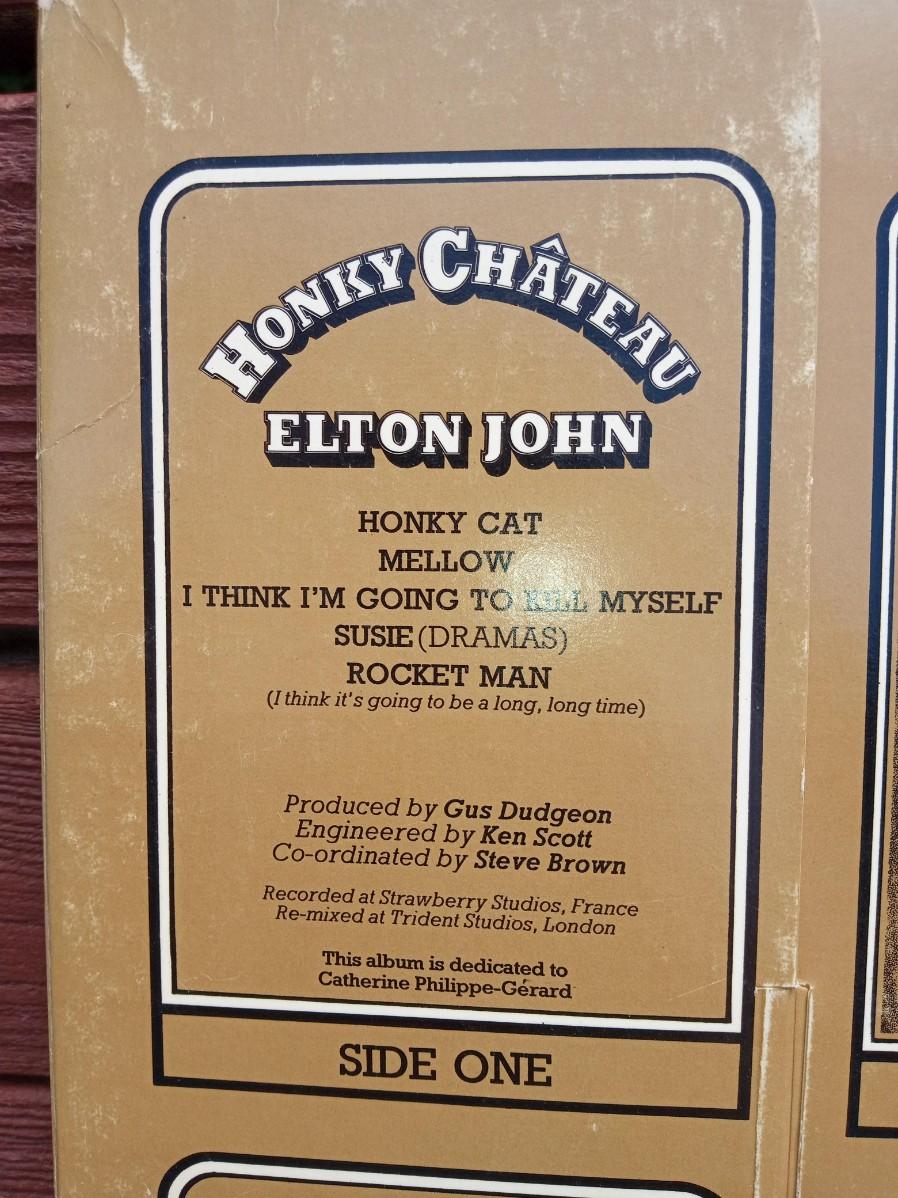 HONKY CHÂTEAU
ELTON JOHN
HONKY CAT
MELLOW
I THINK I'M GOING TO KILL MYSELF
SUSIE (DRAMAS)
ROCKET MAN
(I think it's going to be a long, long time)
Produced by Gus Dudgeon
Engineered by Ken Scott
Co-ordinated by Steve Brown
Recorded at Strawberry Studios, France
Re-mixed at Trident Studios, London
This album is dedicated to
Catherine Philippe-Gérard
SIDE ONE